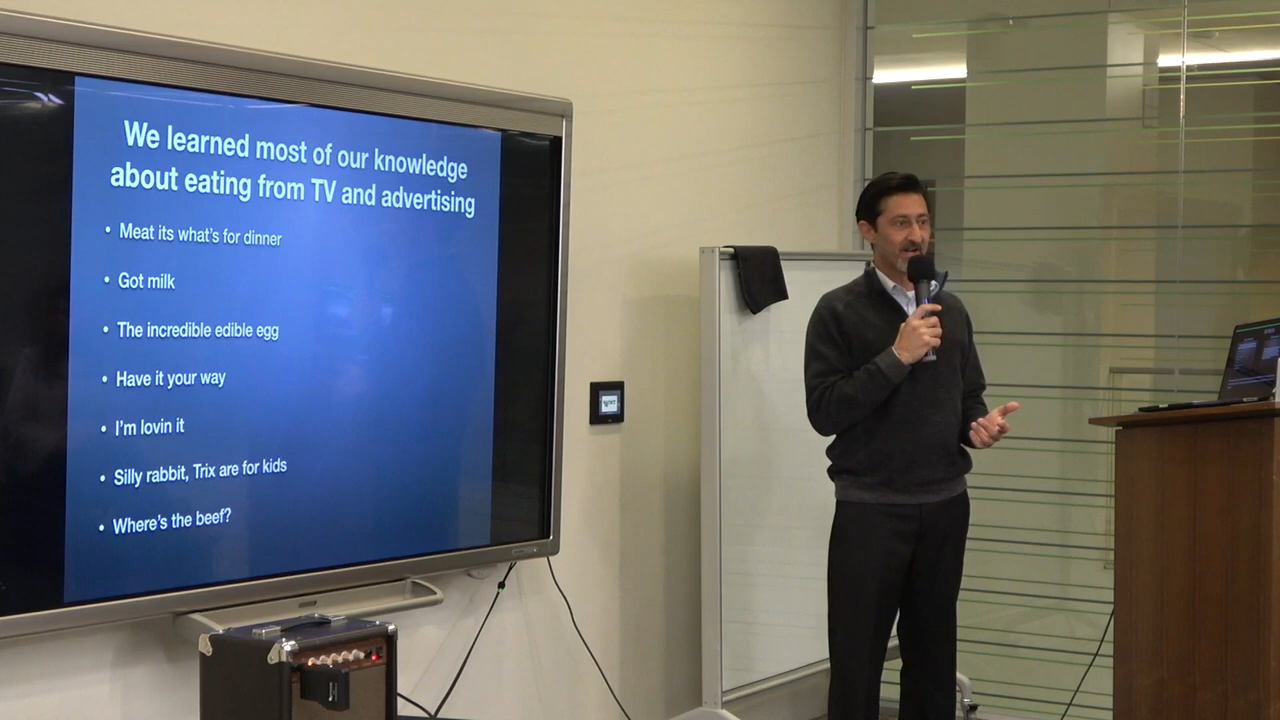 We learned most of our knowledge
about eating from TV and advertising
• Meat its what's for dinner
• Got milk
• The incredible edible egg
• Have it your way
• I'm lovin it
• Silly rabbit, Trix are for kids
• Where's the beef?